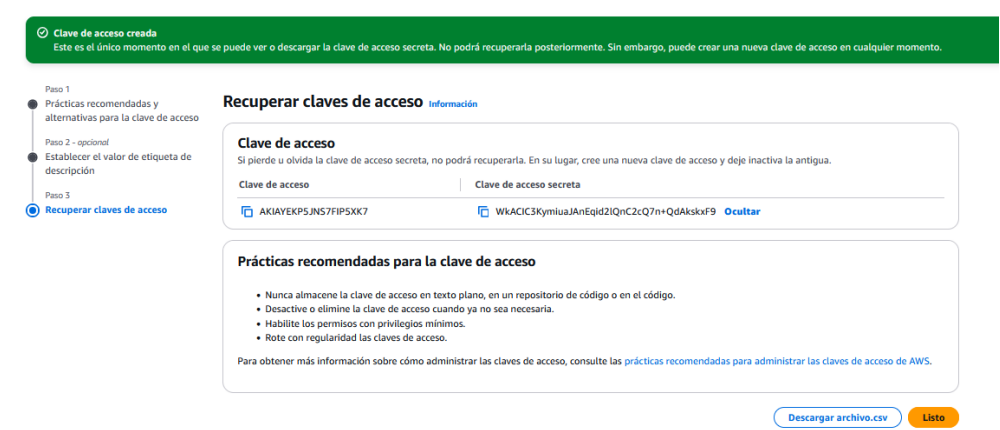 Clave de acceso creada
Este es el único momento en el que se puede ver o descargar la clave de acceso secreta. No podrá recuperarla posteriormente. Sin embargo, puede crear una nueva clave de acceso en cualquier momento.
Paso 1
Prácticas recomendadas y
alternativas para la clave de acceso
Paso 2 - opcional
Establecer el valor de etiqueta de
descripción
Paso 3
Recuperar claves de acceso
Recuperar claves de acceso Información
Clave de acceso
Si pierde u olvida la clave de acceso secreta, no podrá recuperarla. En su lugar, cree una nueva clave de acceso y deje inactiva la antigua.
Clave de acceso Clave de acceso secreta
AKIAYEKP5JNS7FIP5XK7 Ocultar
Prácticas recomendadas para la clave de acceso
• Nunca almacene la clave de acceso en texto plano, en un repositorio de código o en el código.
• Desactive o elimine la clave de acceso cuando ya no sea necesaria.
• Habilite los permisos con privilegios mínimos.
• Rote con regularidad las claves de acceso.
Para obtener más información sobre cómo administrar las claves de acceso, consulte las prácticas recomendadas para administrar las claves de acceso de AWS.
Descargar archivo.csv Listo